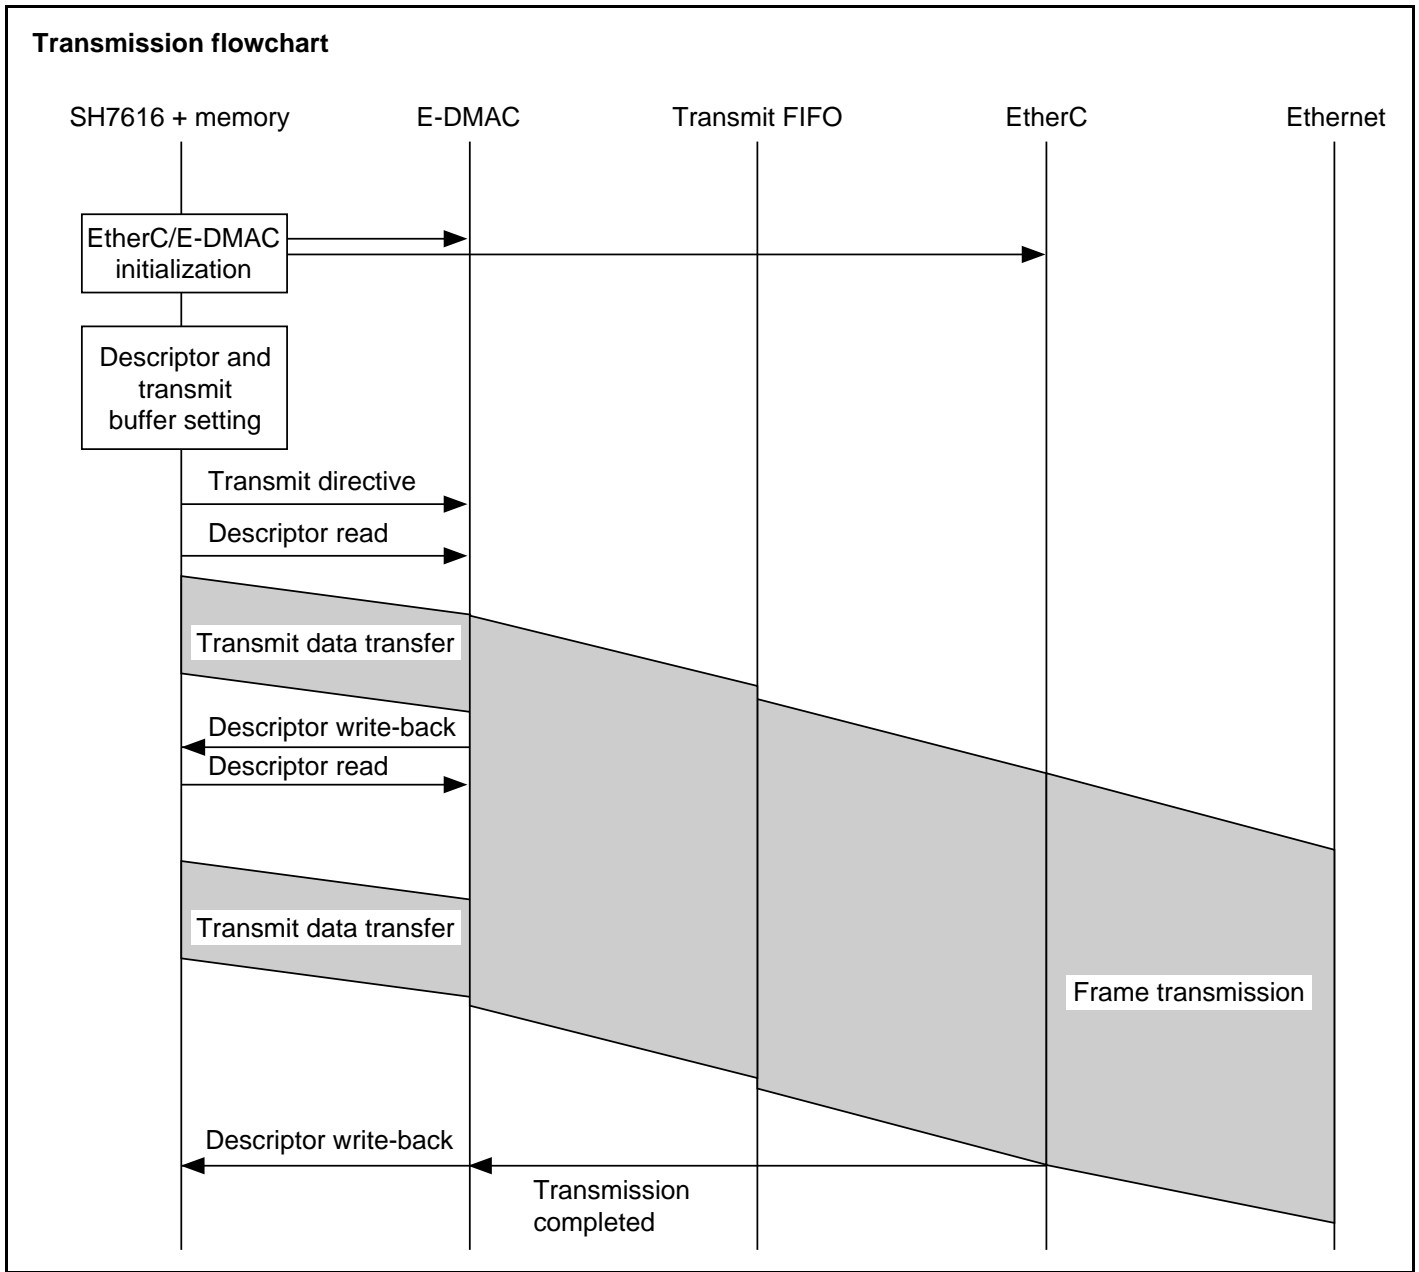 Transmission flowchart
SH7616 + memory
E-DMAC
Transmit FIFO
EtherC
Ethernet
EtherC/E-DMAC
initialization
Descriptor and
transmit
buffer setting
Transmit directive
Descriptor read
Transmit data transfer
Descriptor write-back
Descriptor read
Transmit data transfer
Frame transmission
Descriptor write-back
Transmission
completed